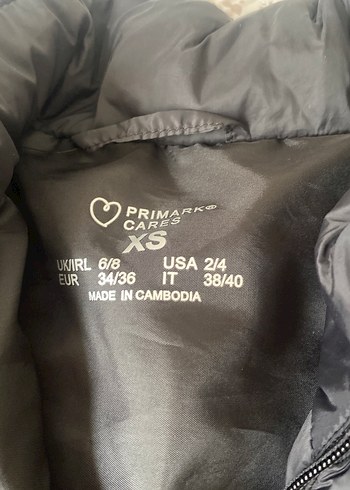 PRIMARK®
CARES
XS
UK/IRL 6/8 USA 2/4
EUR 34/36 IT 38/40
MADE IN CAMBODIA